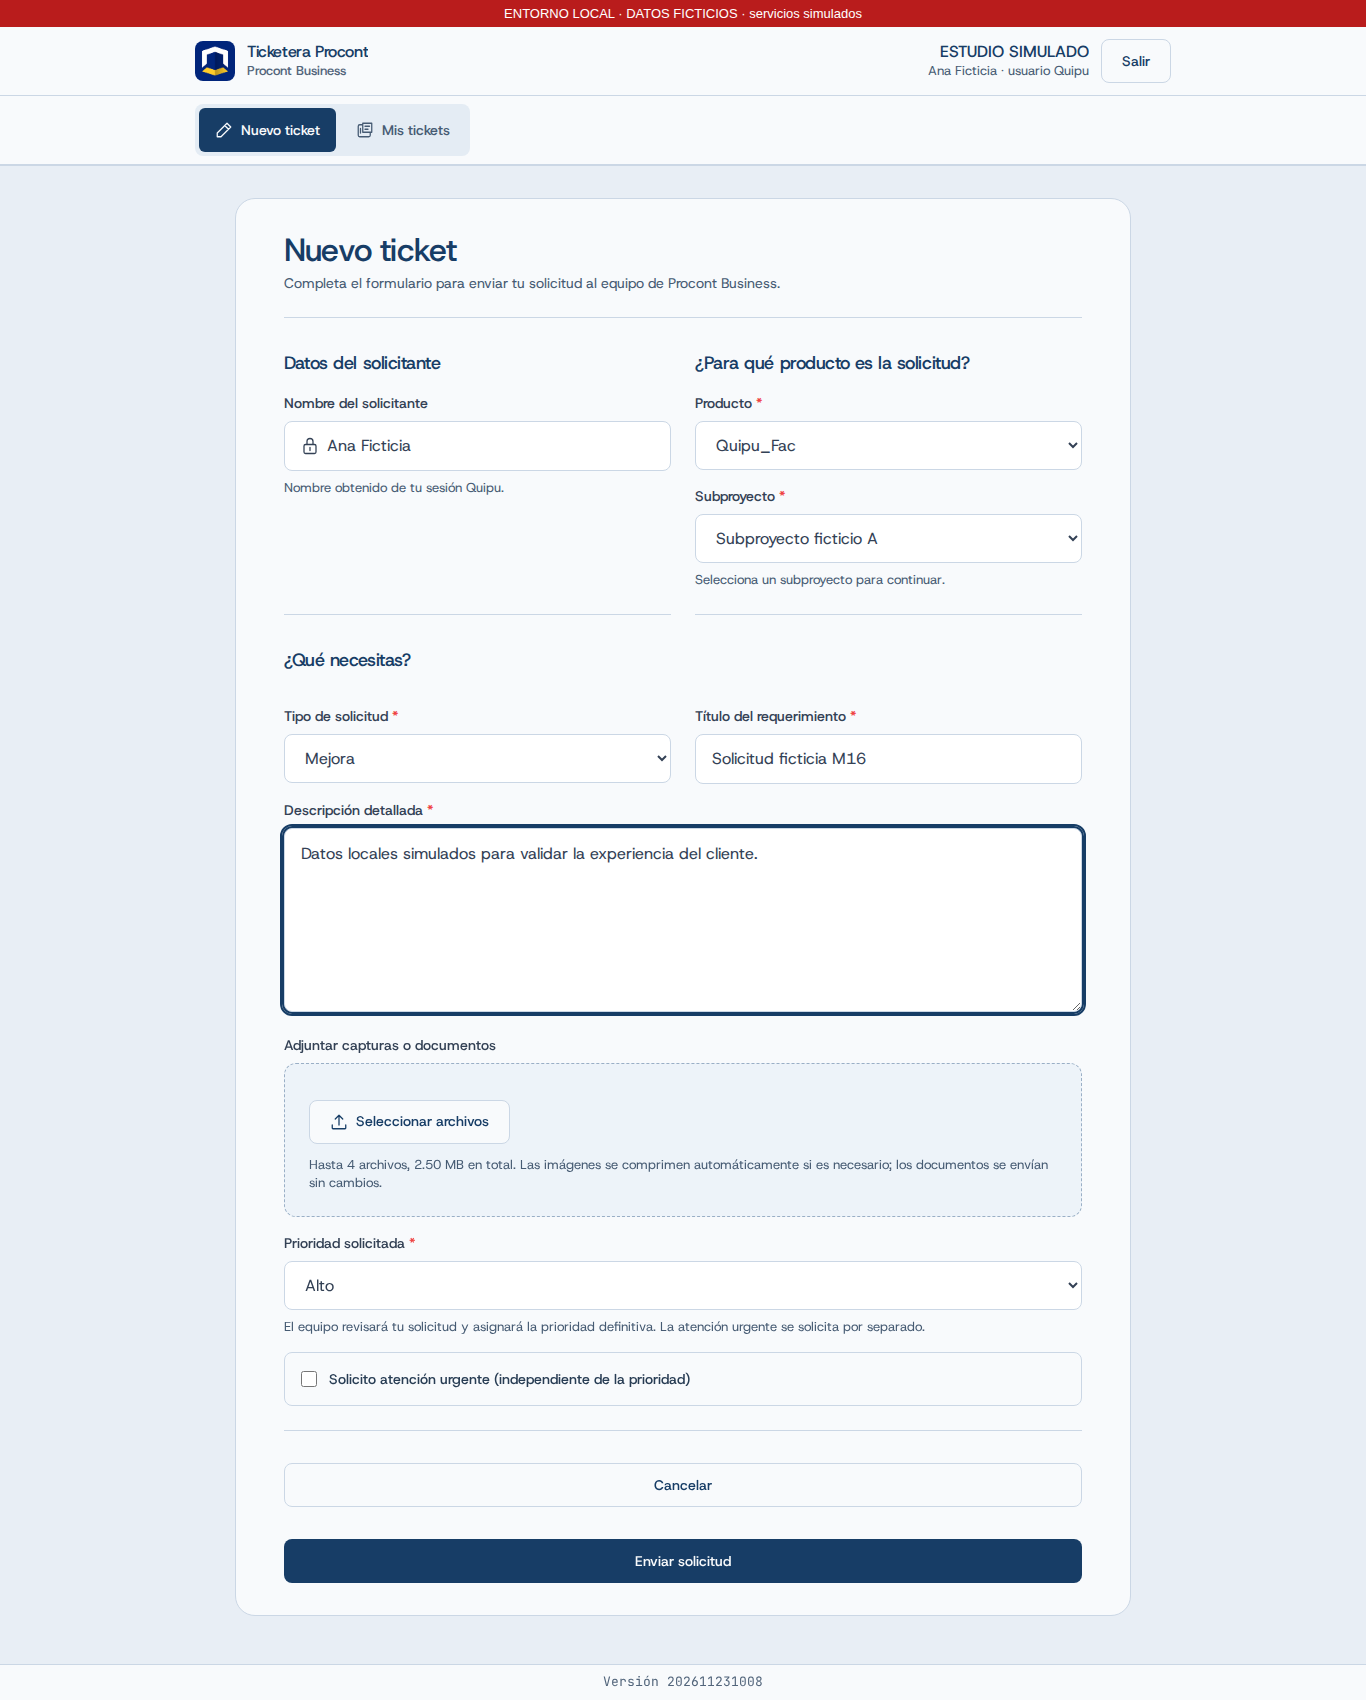 ENTORNO LOCAL · DATOS FICTICIOS · servicios simulados
Ticketera Procont
Procont Business
ESTUDIO SIMULADO
Ana Ficticia · usuario Quipu
Salir
Nuevo ticket
Mis tickets
Nuevo ticket
Completa el formulario para enviar tu solicitud al equipo de Procont Business.
Datos del solicitante
Nombre del solicitante
Ana Ficticia
Nombre obtenido de tu sesión Quipu.
¿Para qué producto es la solicitud?
Producto *
Quipu_Fac
Subproyecto *
Subproyecto ficticio A
Selecciona un subproyecto para continuar.
¿Qué necesitas?
Tipo de solicitud *
Mejora
Título del requerimiento *
Solicitud ficticia M16
Descripción detallada *
Datos locales simulados para validar la experiencia del cliente.
Adjuntar capturas o documentos
Seleccionar archivos
Hasta 4 archivos, 2.50 MB en total. Las imágenes se comprimen automáticamente si es necesario; los documentos se envían
sin cambios.
Prioridad solicitada *
Alto
El equipo revisará tu solicitud y asignará la prioridad definitiva. La atención urgente se solicita por separado.
Solicito atención urgente (independiente de la prioridad)
Cancelar
Enviar solicitud
Versión 202611231008